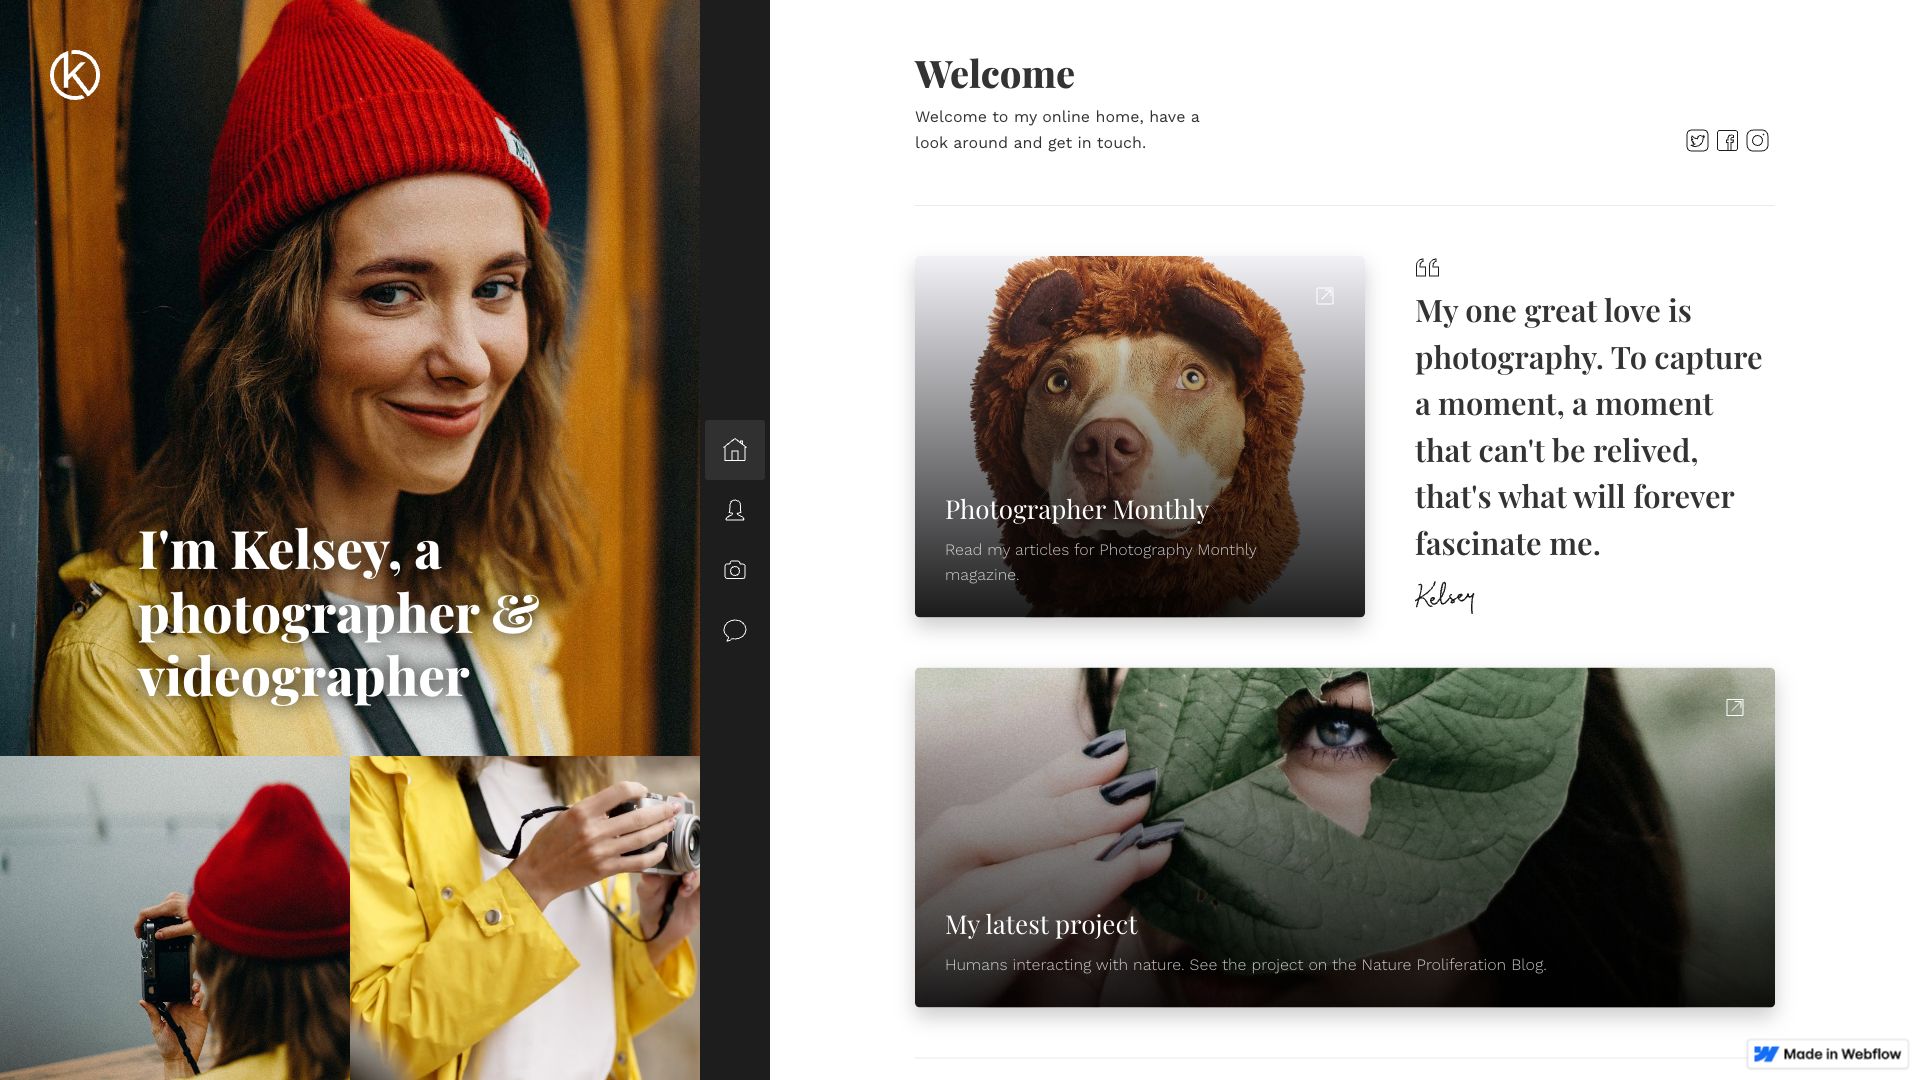 I'm Kelsey, a
photographer &
videographer
Welcome
Welcome to my online home, have a
look around and get in touch.
Photographer Monthly
Read my articles for Photography Monthly
magazine.
My one great love is
photography. To capture
a moment, a moment
that can't be relived,
that's what will forever
fascinate me.
Kelsey
My latest project
Humans interacting with nature. See the project on the Nature Proliferation Blog.
Made in Webflow